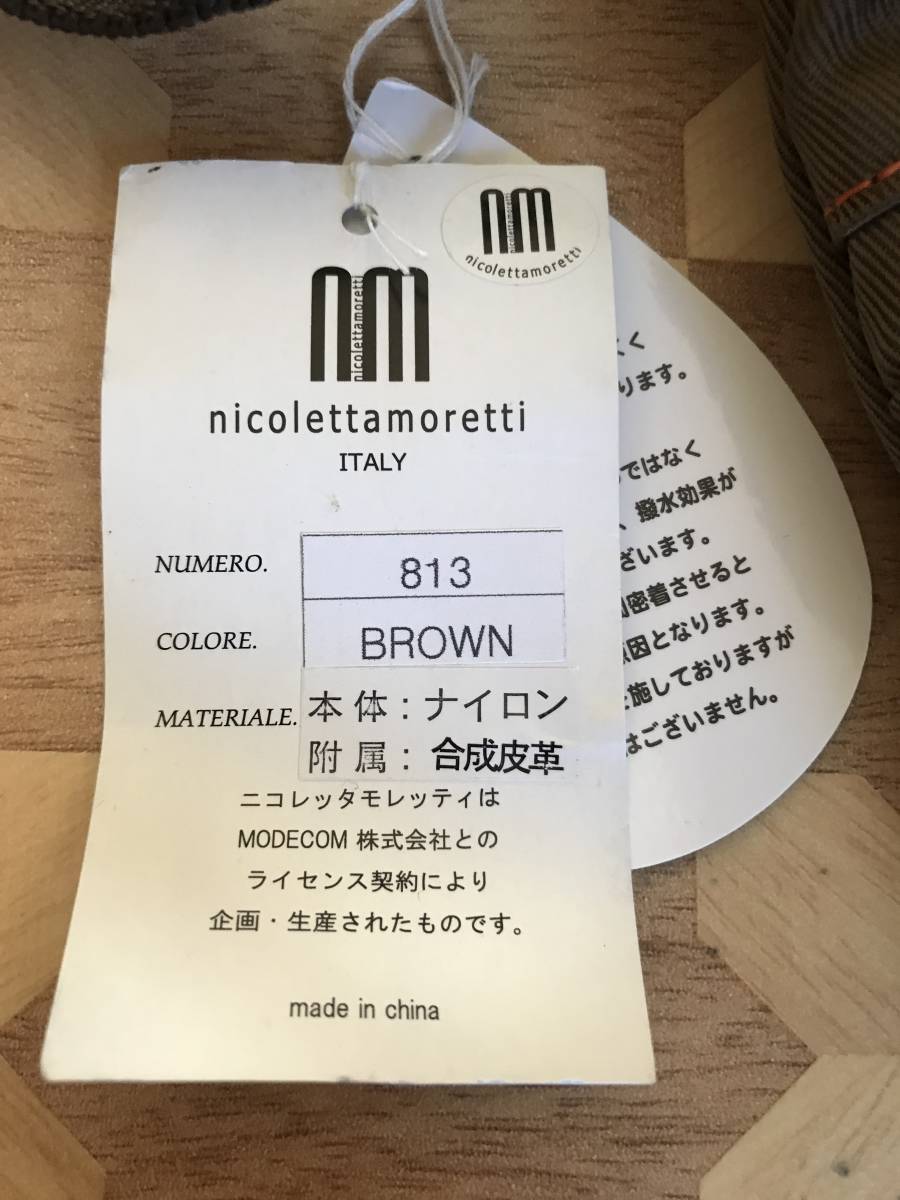 nm
nicolettamoretti
nicolettamoretti
ITALY
nm
nicolettamoretti
nicolettamoretti
NUMERO. 813
COLORE. BROWN
MATERIALE. 本体：ナイロン
附属：合成皮革
ニコレッタモレッティは
MODECOM 株式会社との
ライセンス契約により
企画・生産されたものです。
made in china
く
ります。
ではなく
、撥水効果が
ざいます。
密着させると
因となります。
施しておりますが
はございません。